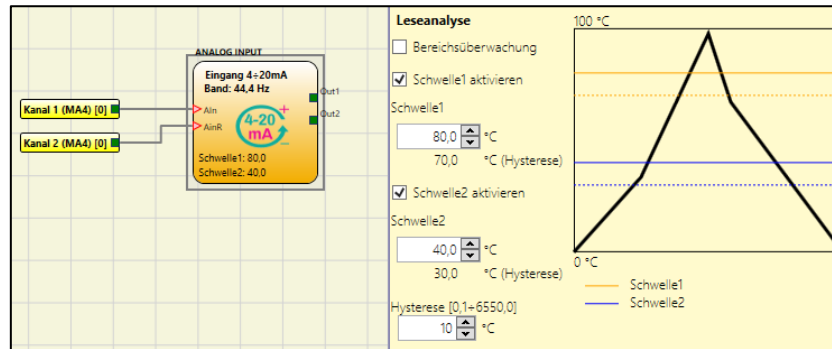 ANALOG INPUT
Eingang 4÷20mA
Band: 44,4 Hz
Kanal 1 (MA4) [0]
Kanal 2 (MA4) [0]
AIn
AinR
4-20
mA
Out1
Out2
Schwelle1: 80,0
Schwelle2: 40,0
Leseanalyse
Bereichsüberwachung
Schwelle1 aktivieren
Schwelle1
80,0 °C
70,0 °C (Hysterese)
Schwelle2 aktivieren
Schwelle2
40,0 °C
30,0 °C (Hysterese)
Hysterese [0,1÷6550,0]
10 °C
100 °C
0 °C
Schwelle1
Schwelle2